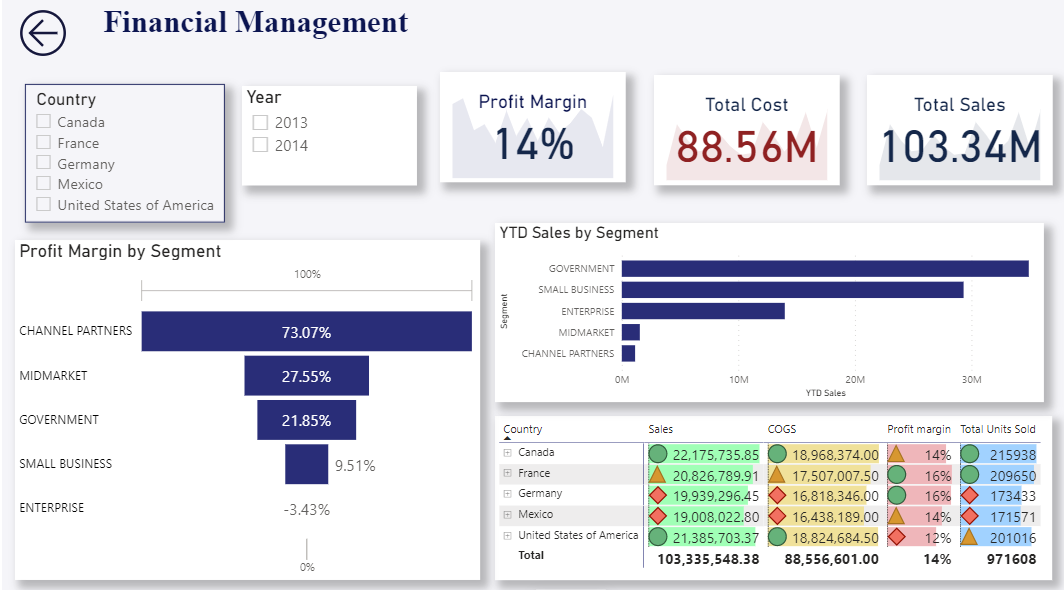 Financial Management
Country
Canada
France
Germany
Mexico
United States of America
Year
2013
2014
Profit Margin
14%
Total Cost
88.56M
Total Sales
103.34M
Profit Margin by Segment
100%
CHANNEL PARTNERS 73.07%
MIDMARKET 27.55%
GOVERNMENT 21.85%
SMALL BUSINESS 9.51%
ENTERPRISE -3.43%
0%
YTD Sales by Segment
Segment
GOVERNMENT
SMALL BUSINESS
ENTERPRISE
MIDMARKET
CHANNEL PARTNERS
0M 10M 20M 30M
YTD Sales
Country Sales COGS Profit margin Total Units Sold
Canada 22,175,735.85 18,968,374.00 14% 215938
France 20,826,789.91 17,507,007.50 16% 209650
Germany 19,939,296.45 16,818,346.00 16% 173433
Mexico 19,008,022.80 16,438,189.00 14% 171571
United States of America 21,385,703.37 18,824,684.50 12% 201016
Total 103,335,548.38 88,556,601.00 14% 971608